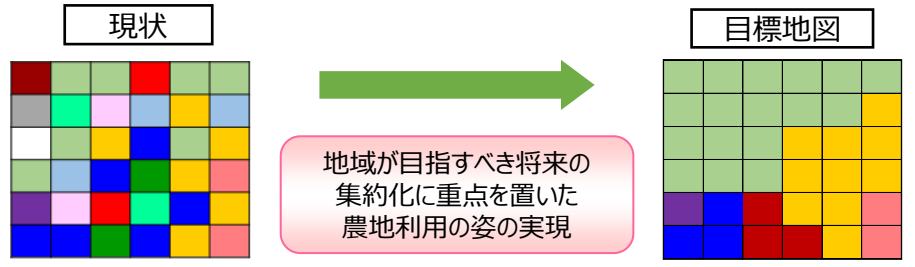 現状
目標地図
地域が目指すべき将来の
集約化に重点を置いた
農地利用の姿の実現